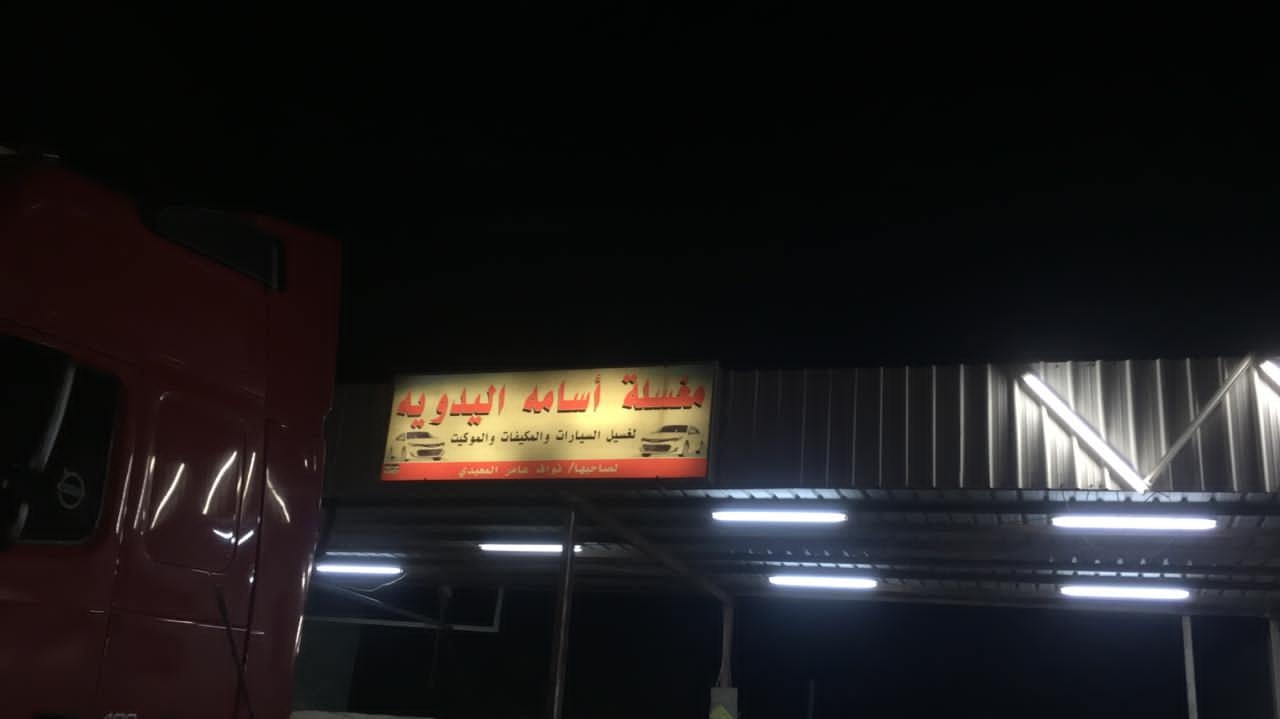 مغسلة أسامه اليدويه
لغسيل السيارات والمكيفات والموكيت
لصاحبها/ نواف عامر المعبدي